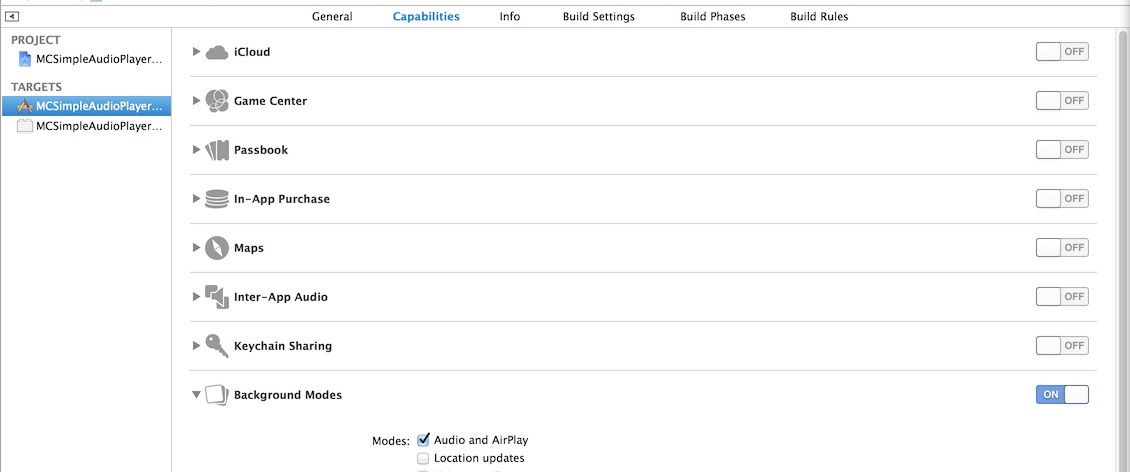 General Capabilities Info Build Settings Build Phases Build Rules
PROJECT
MCSimpleAudioPlayer...
TARGETS
MCSimpleAudioPlayer...
MCSimpleAudioPlayer...
iCloud OFF
Game Center OFF
Passbook OFF
In-App Purchase OFF
Maps OFF
Inter-App Audio OFF
Keychain Sharing OFF
Background Modes ON
Modes: Audio and AirPlay
Location updates